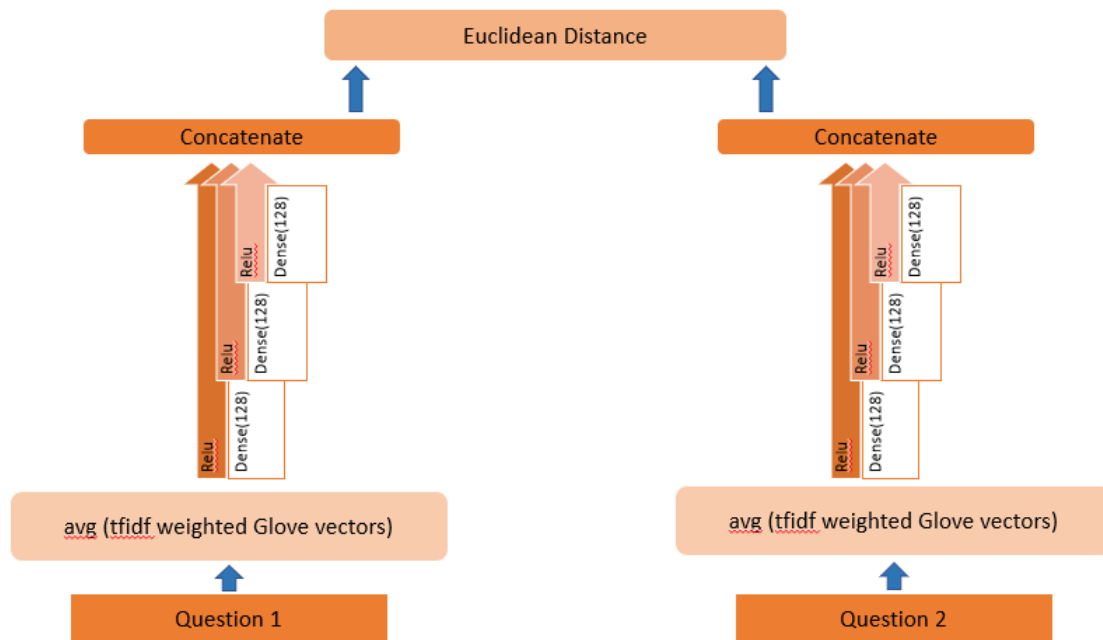 Euclidean Distance
Concatenate
Concatenate
Relu
Dense(128)
Relu
Dense(128)
Relu
Dense(128)
Relu
Dense(128)
Relu
Dense(128)
Relu
Dense(128)
avg (tfidf weighted Glove vectors)
avg (tfidf weighted Glove vectors)
Question 1
Question 2